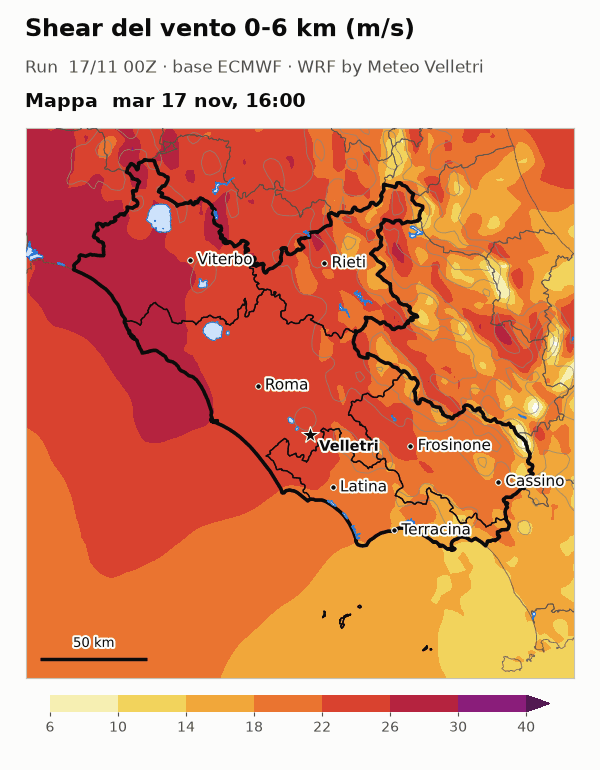 Shear del vento 0-6 km (m/s)
Run  17/11 00Z · base ECMWF · WRF by Meteo Velletri
Mappa  mar 17 nov, 16:00
Viterbo
Rieti
Roma
Velletri
Frosinone
Latina
Cassino
Terracina
50 km
6 10 14 18 22 26 30 40